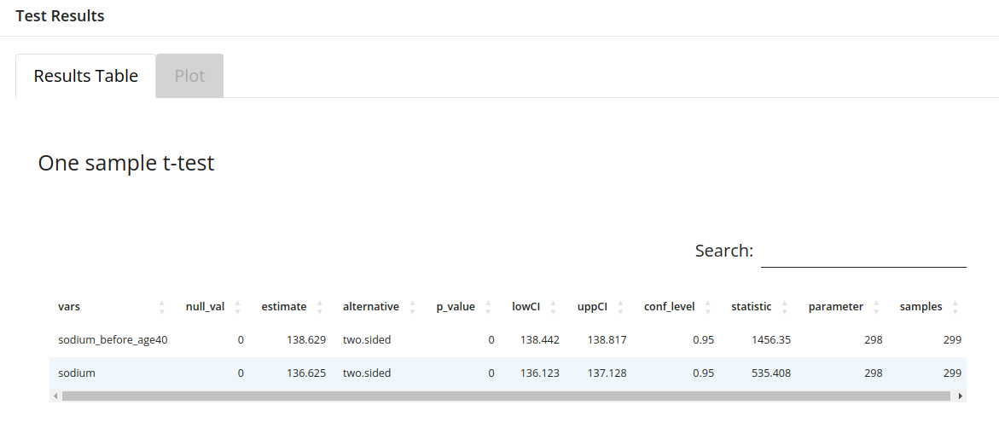 Test Results
Results Table Plot
One sample t-test
Search:
vars null_val estimate alternative p_value lowCI uppCI conf_level statistic parameter samples
sodium_before_age40 0 138.629 two.sided 0 138.442 138.817 0.95 1456.35 298 299
sodium 0 136.625 two.sided 0 136.123 137.128 0.95 535.408 298 299